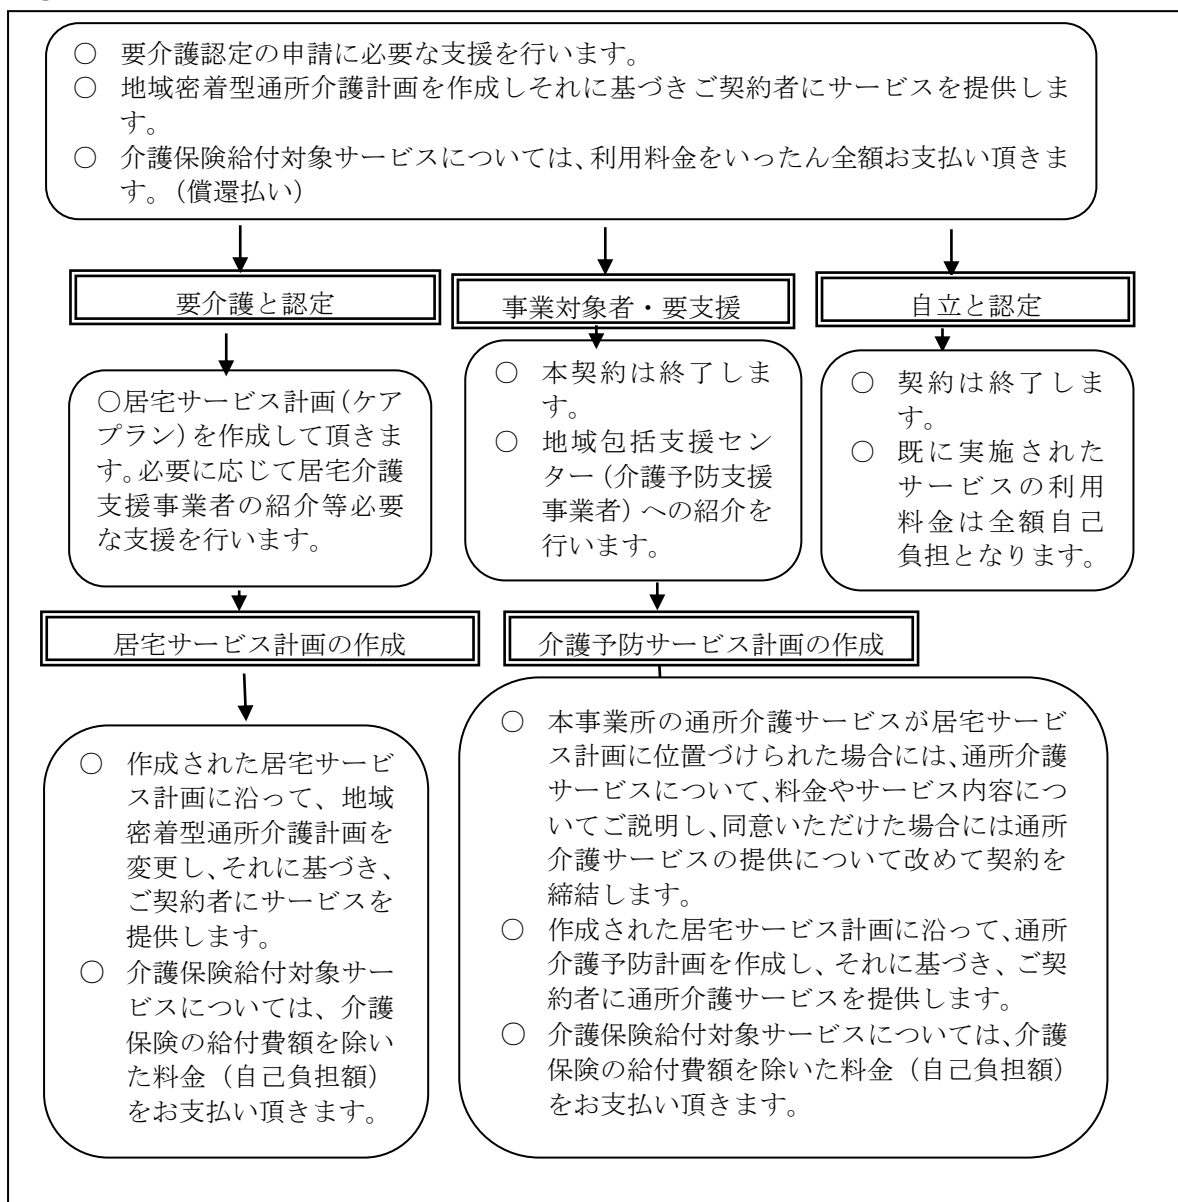 ○ 要介護認定の申請に必要な支援を行います。
○ 地域密着型通所介護計画を作成しそれに基づきご契約者にサービスを提供しま
す。
○ 介護保険給付対象サービスについては、利用料金をいったん全額お支払い頂きま
す。（償還払い）
要介護と認定
事業対象者・要支援
自立と認定
○居宅サービス計画（ケア
プラン）を作成して頂きま
す。必要に応じて居宅介護
支援事業者の紹介等必要
な支援を行います。
○ 本契約は終了しま
す。
○ 地域包括支援セン
ター（介護予防支援
事業者）への紹介を
行います。
○ 契約は終了しま
す。
○ 既に実施された
サービスの利用
料金は全額自己
負担となります。
居宅サービス計画の作成
介護予防サービス計画の作成
○ 作成された居宅サービ
ス計画に沿って、地域
密着型通所介護計画を
変更し、それに基づき、
ご契約者にサービスを
提供します。
○ 介護保険給付対象サー
ビスについては、介護
保険の給付費額を除い
た料金（自己負担額）
をお支払い頂きます。
○ 本事業所の通所介護サービスが居宅サービ
ス計画に位置づけられた場合には、通所介護
サービスについて、料金やサービス内容につ
いてご説明し、同意いただけた場合には通所
介護サービスの提供について改めて契約を
締結します。
○ 作成された居宅サービス計画に沿って、通所
介護予防計画を作成し、それに基づき、ご契
約者に通所介護サービスを提供します。
○ 介護保険給付対象サービスについては、介護
保険の給付費額を除いた料金（自己負担額）
をお支払い頂きます。